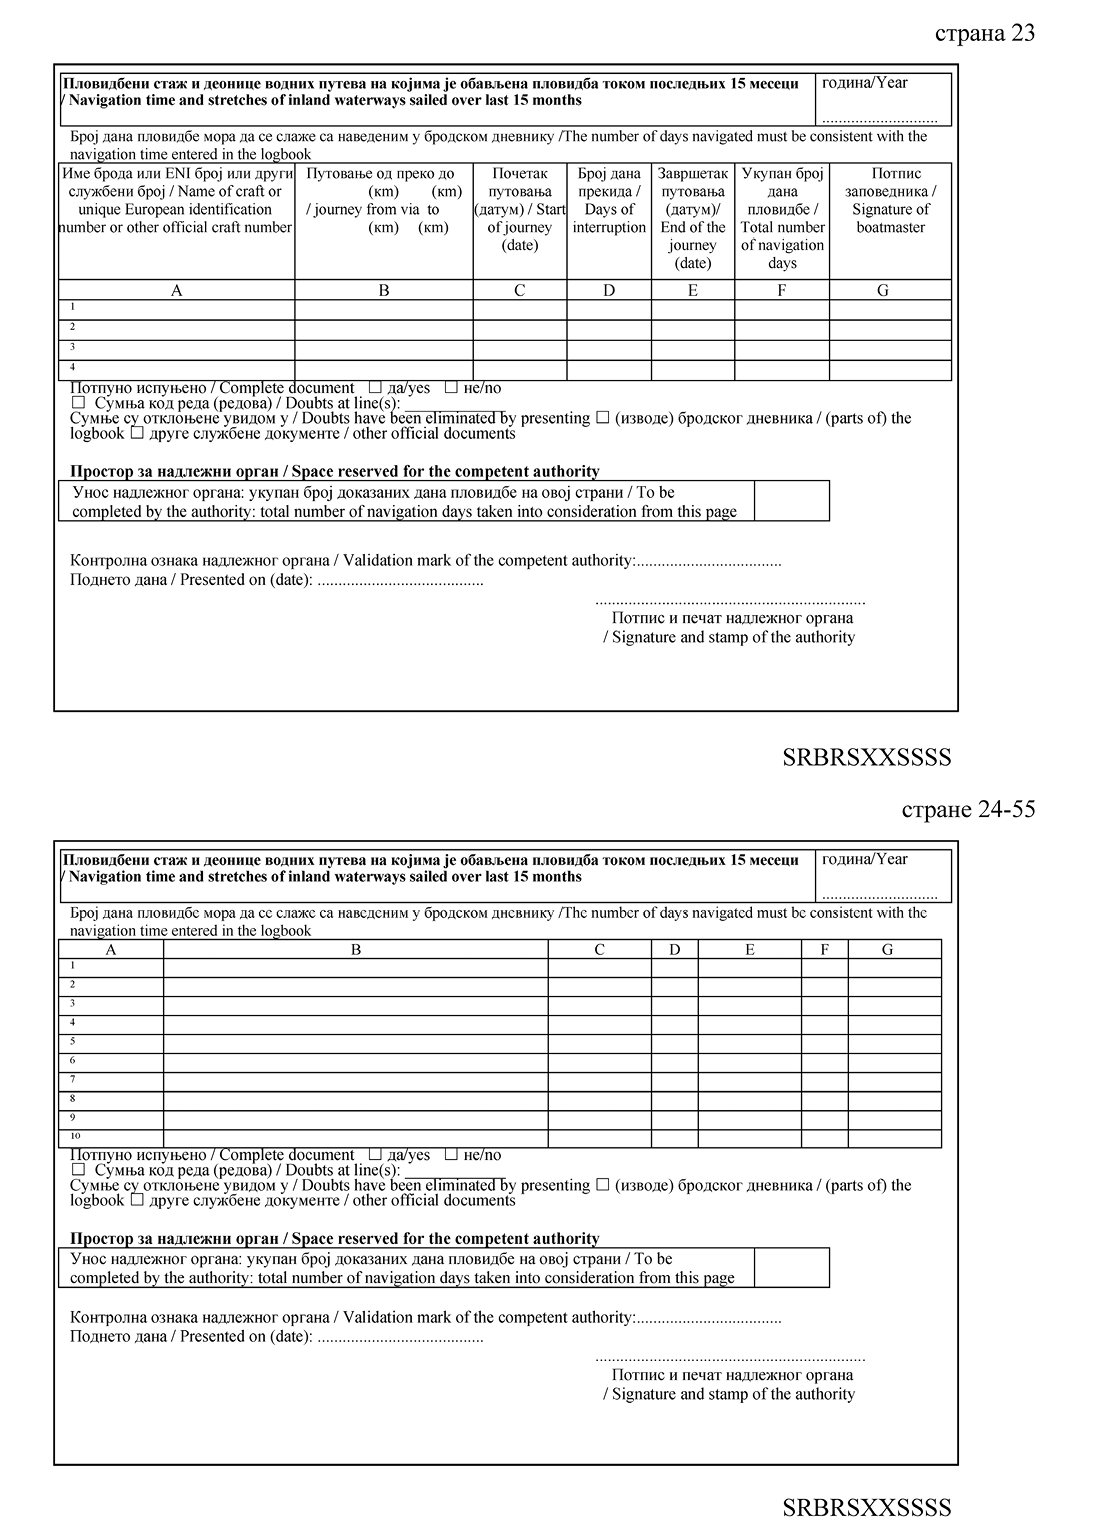 страна 23
Пловидбени стаж и деонице водних путева на којима је обављена пловидба током последњих 15 месеци
/ Navigation time and stretches of inland waterways sailed over last 15 months
година/Year
............................
Број дана пловидбе мора да се слаже са наведеним у бродском дневнику /The number of days navigated must be consistent with the
navigation time entered in the logbook
Име брода или ENI број или други
службени број / Name of craft or
unique European identification
number or other official craft number
Путовање од преко до
(км) (км)
/ journey from via to
(км) (км)
Почетак
путовања
(датум) / Start
of journey
(date)
Број дана
прекида /
Days of
interruption
Завршетак
путовања
(датум)/
End of the
journey
(date)
Укупан број
дана
пловидбе /
Total number
of navigation
days
Потпис
заповедника /
Signature of
boatmaster
A B C D E F G
1
2
3
4
Потпуно испуњено / Complete document ☐ да/yes ☐ не/no
☐ Сумња код реда (редова) / Doubts at line(s): ____________
Сумње су отклоњене увидом у / Doubts have been eliminated by presenting ☐ (изводе) бродског дневника / (parts of) the
logbook ☐ друге службене документе / other official documents
Простор за надлежни орган / Space reserved for the competent authority
Унос надлежног органа: укупан број доказаних дана пловидбе на овој страни / To be
completed by the authority: total number of navigation days taken into consideration from this page
Контролна ознака надлежног органа / Validation mark of the competent authority:...................................
Поднето дана / Presented on (date): ........................................
.................................................................
Потпис и печат надлежног органа
/ Signature and stamp of the authority
SRBRSXXSSSS
стране 24-55
Пловидбени стаж и деонице водних путева на којима је обављена пловидба током последњих 15 месеци
/ Navigation time and stretches of inland waterways sailed over last 15 months
година/Year
............................
Број дана пловидбе мора да се слаже са наведеним у бродском дневнику /The number of days navigated must be consistent with the
navigation time entered in the logbook
A B C D E F G
1
2
3
4
5
6
7
8
9
10
Потпуно испуњено / Complete document ☐ да/yes ☐ не/no
☐ Сумња код реда (редова) / Doubts at line(s): ____________
Сумње су отклоњене увидом у / Doubts have been eliminated by presenting ☐ (изводе) бродског дневника / (parts of) the
logbook ☐ друге службене документе / other official documents
Простор за надлежни орган / Space reserved for the competent authority
Унос надлежног органа: укупан број доказаних дана пловидбе на овој страни / To be
completed by the authority: total number of navigation days taken into consideration from this page
Контролна ознака надлежног органа / Validation mark of the competent authority:...................................
Поднето дана / Presented on (date): ........................................
.................................................................
Потпис и печат надлежног органа
/ Signature and stamp of the authority
SRBRSXXSSSS